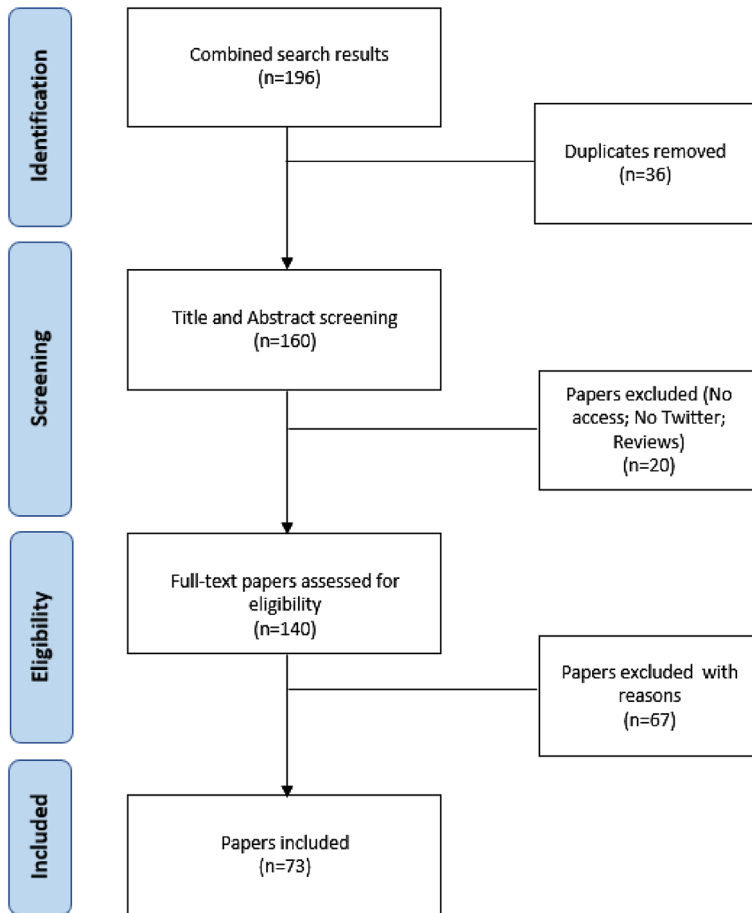 Identification
Combined search results
(n=196)
Duplicates removed
(n=36)
Screening
Title and Abstract screening
(n=160)
Papers excluded (No
access; No Twitter;
Reviews)
(n=20)
Eligibility
Full-text papers assessed for
eligibility
(n=140)
Papers excluded with
reasons
(n=67)
Included
Papers included
(n=73)